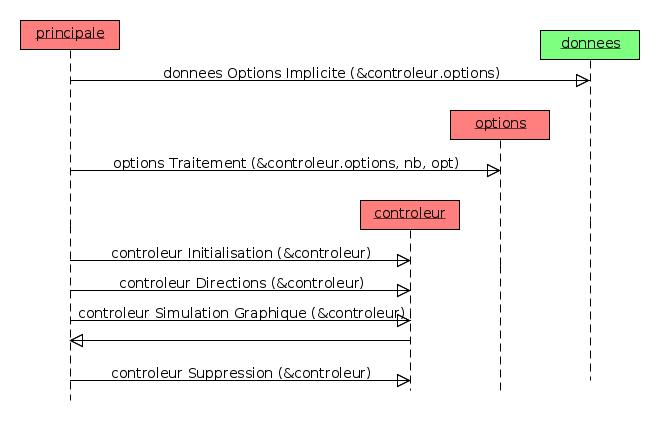 principale
donnees
donnees Options Implicite (&controleur.options)
options
options Traitement (&controleur.options, nb, opt)
controleur
controleur Initialisation (&controleur)
controleur Directions (&controleur)
controleur Simulation Graphique (&controleur)
controleur Suppression (&controleur)